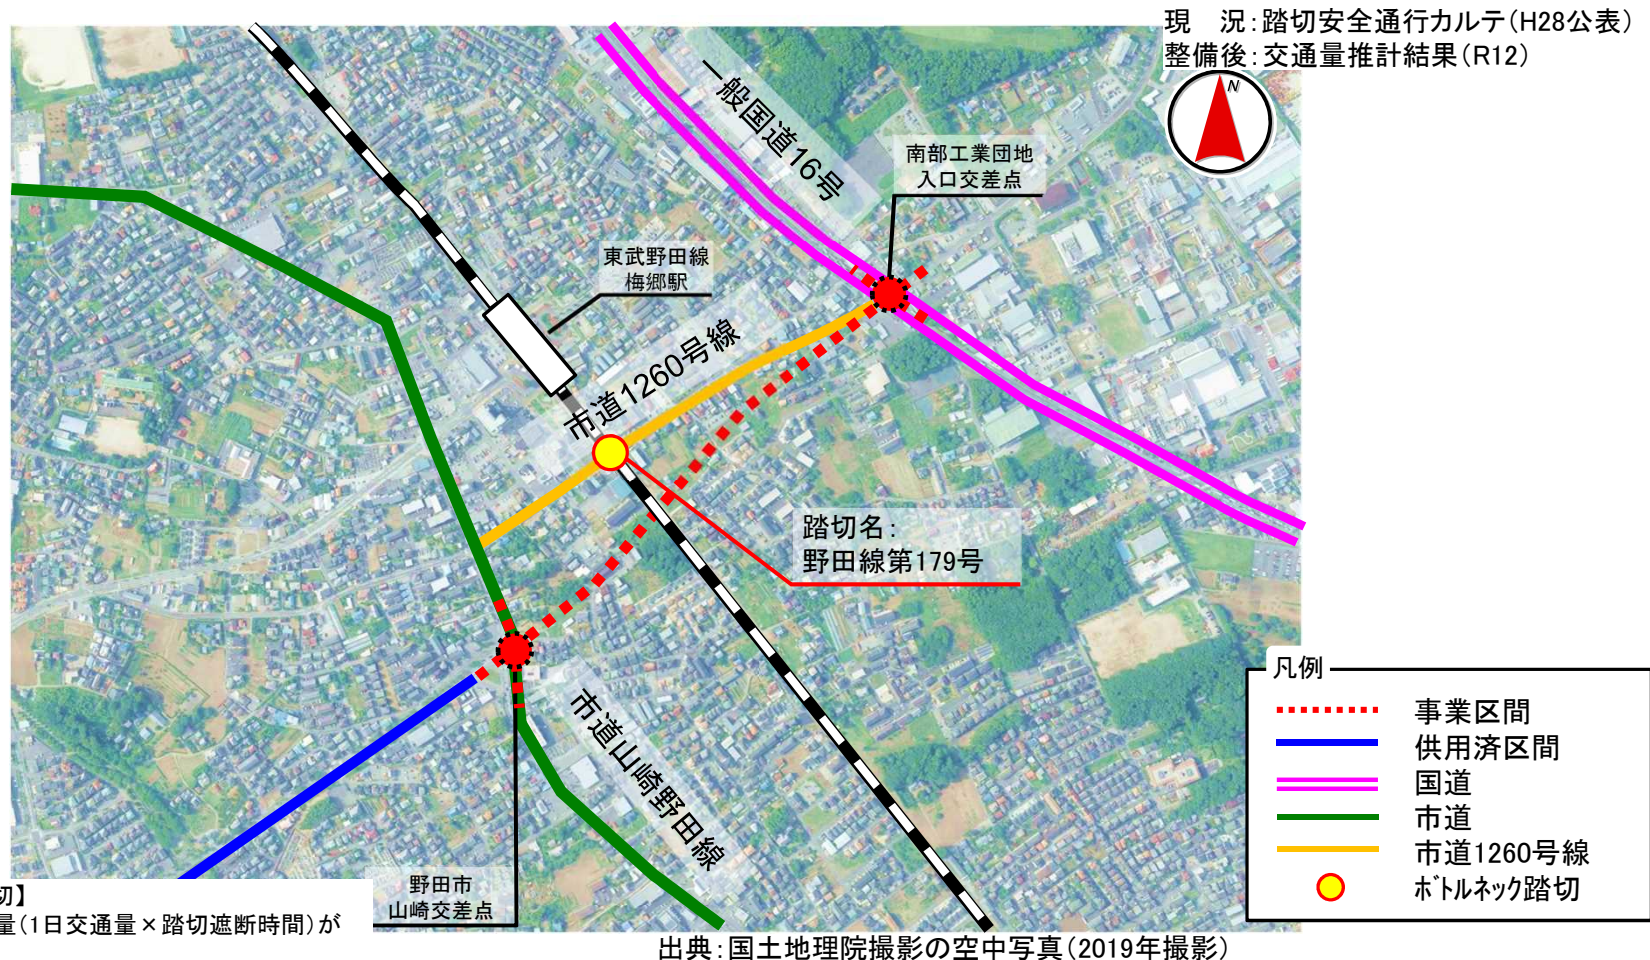 現　況：踏切安全通行カルテ（H28公表）
整備後：交通量推計結果（R12）
N
一般国道16号
南部工業団地
入口交差点
東武野田線
梅郷駅
市道1260号線
踏切名：
野田線第179号
市道山崎野田線
野田市
山崎交差点
切】
量（1日交通量×踏切遮断時間）が
凡例
事業区間
供用済区間
国道
市道
市道1260号線
ﾎﾞﾄﾙﾈｯｸ踏切
出典：国土地理院撮影の空中写真（2019年撮影）